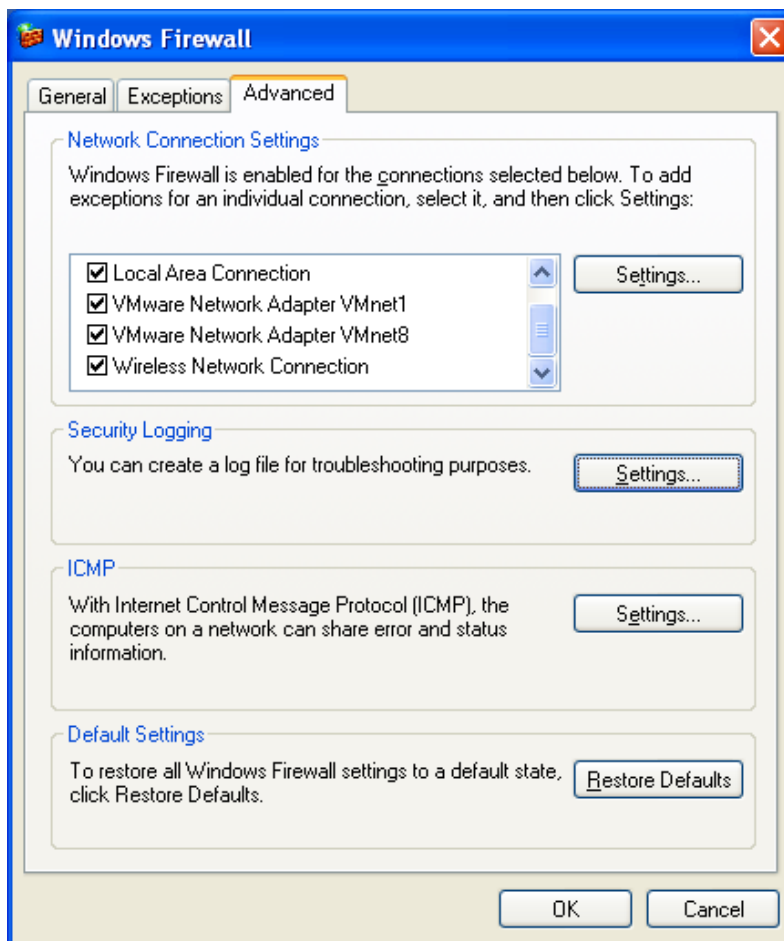 Windows Firewall
General Exceptions Advanced
Network Connection Settings
Windows Firewall is enabled for the connections selected below. To add
exceptions for an individual connection, select it, and then click Settings:
Local Area Connection
Settings...
VMware Network Adapter VMnet1
VMware Network Adapter VMnet8
Wireless Network Connection
Security Logging
You can create a log file for troubleshooting purposes.
Settings...
ICMP
With Internet Control Message Protocol (ICMP), the
computers on a network can share error and status
information.
Settings...
Default Settings
To restore all Windows Firewall settings to a default state,
click Restore Defaults.
Restore Defaults
OK Cancel